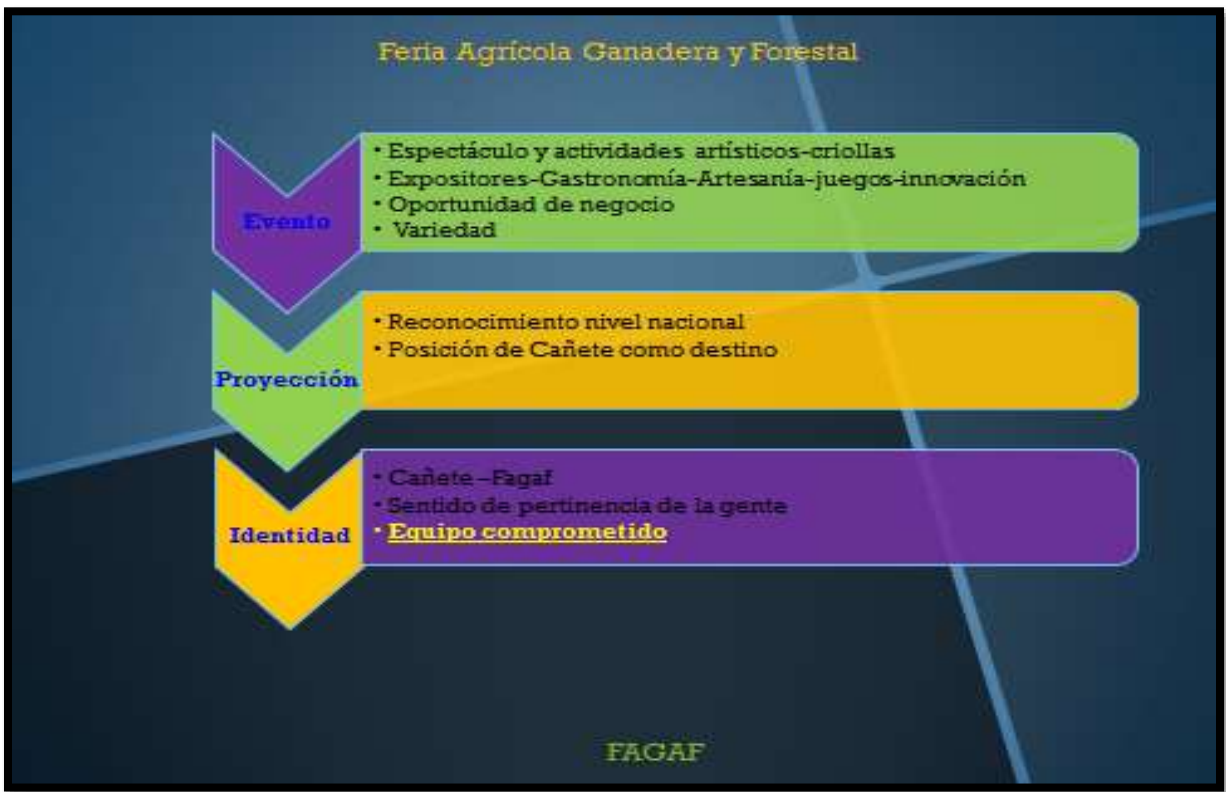 Feria Agrícola Ganadera y Forestal
Evento
• Espectáculo y actividades artísticos-criollas
• Expositores-Gastronomía-Artesanía-juegos-innovación
• Oportunidad de negocio
• Variedad
Proyección
• Reconocimiento nivel nacional
• Posición de Cañete como destino
Identidad
• Cañete –Fagaf
• Sentido de pertinencia de la gente
• Equipo comprometido
FAGAF